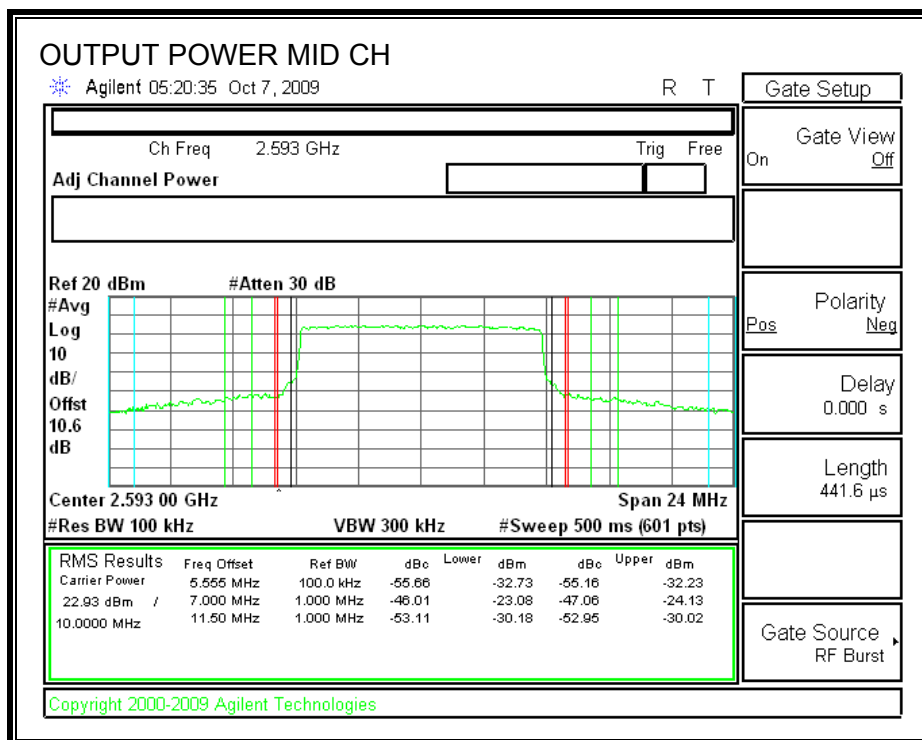 OUTPUT POWER MID CH
Agilent 05:20:35 Oct 7, 2009 R T
Ch Freq 2.593 GHz Trig Free
Adj Channel Power
Ref 20 dBm #Atten 30 dB
#Avg
Log
10
dB/
Offst
10.6
dB
Center 2.593 00 GHz Span 24 MHz
#Res BW 100 kHz VBW 300 kHz #Sweep 500 ms (601 pts)
RMS Results Freq Offset Ref BW dBc Lower dBm dBc Upper dBm
Carrier Power 5.555 MHz 100.0 kHz -55.66 -32.73 -55.16 -32.23
22.93 dBm / 7.000 MHz 1.000 MHz -46.01 -23.08 -47.06 -24.13
10.0000 MHz 11.50 MHz 1.000 MHz -53.11 -30.18 -52.95 -30.02
Copyright 2000-2009 Agilent Technologies
Gate Setup
Gate View
On Off
Polarity
Pos Neg
Delay
0.000 s
Length
441.6 µs
Gate Source
RF Burst